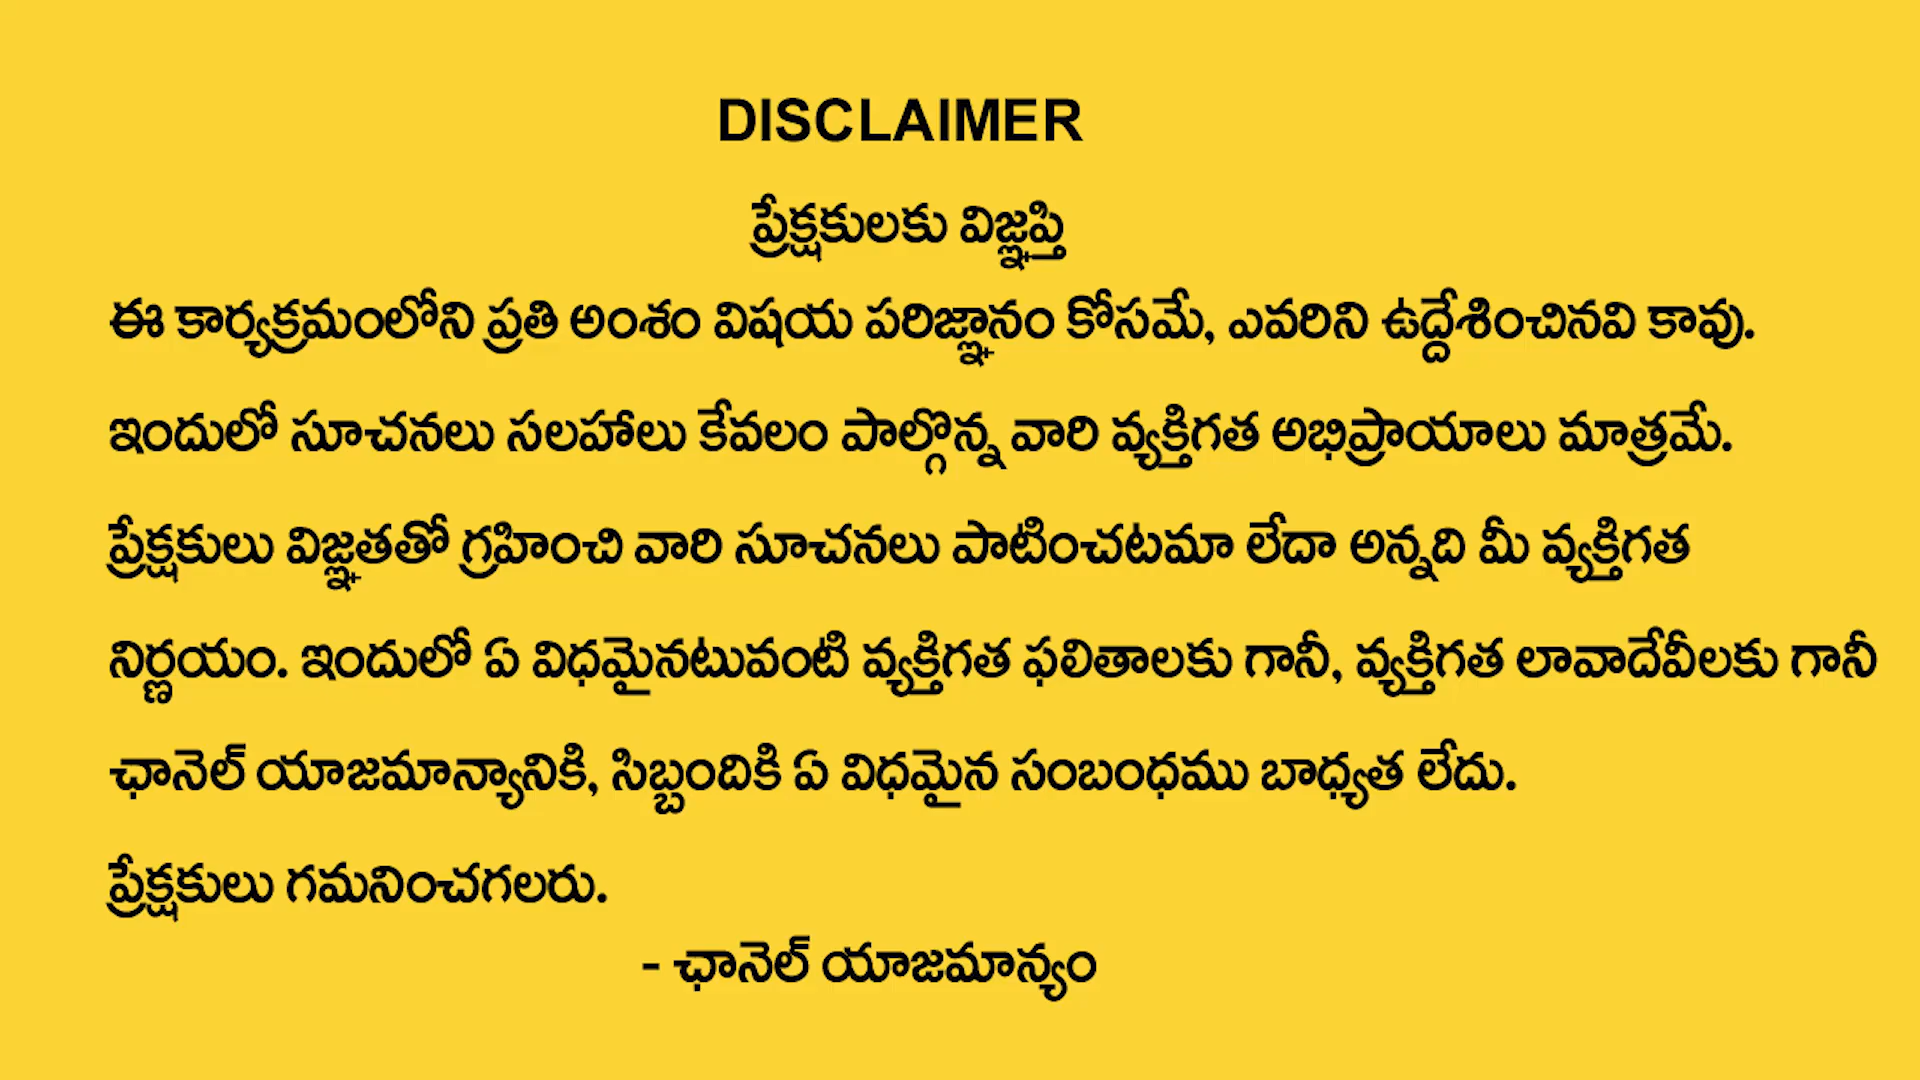 DISCLAIMER
ప్రేక్షకులకు విజ్ఞప్తి
ఈ కార్యక్రమంలోని ప్రతి అంశం విషయ పరిజ్ఞానం కోసమే, ఎవరిని ఉద్దేశించినవి కావు.
ఇందులో సూచనలు సలహాలు కేవలం పాల్గొన్న వారి వ్యక్తిగత అభిప్రాయాలు మాత్రమే.
ప్రేక్షకులు విజ్ఞతతో గ్రహించి వారి సూచనలు పాటించటమా లేదా అన్నది మీ వ్యక్తిగత
నిర్ణయం. ఇందులో ఏ విధమైనటువంటి వ్యక్తిగత ఫలితాలకు గానీ, వ్యక్తిగత లావాదేవీలకు గానీ
ఛానెల్ యాజమాన్యానికి, సిబ్బందికి ఏ విధమైన సంబంధము బాధ్యత లేదు.
ప్రేక్షకులు గమనించగలరు.
- ఛానెల్ యాజమాన్యం